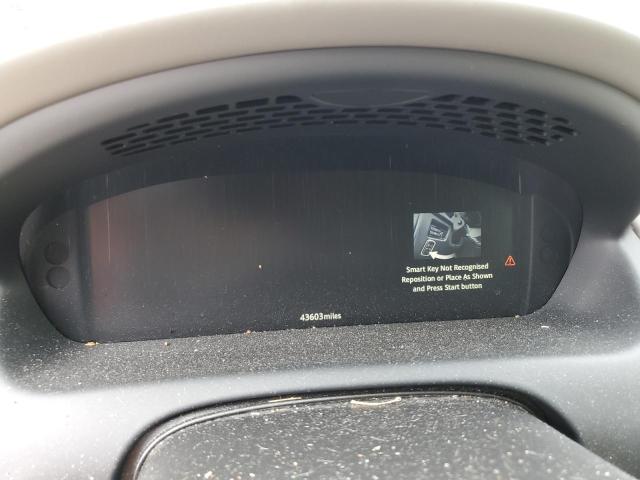 Smart Key Not Recognised
Reposition or Place As Shown
and Press Start button
43603miles